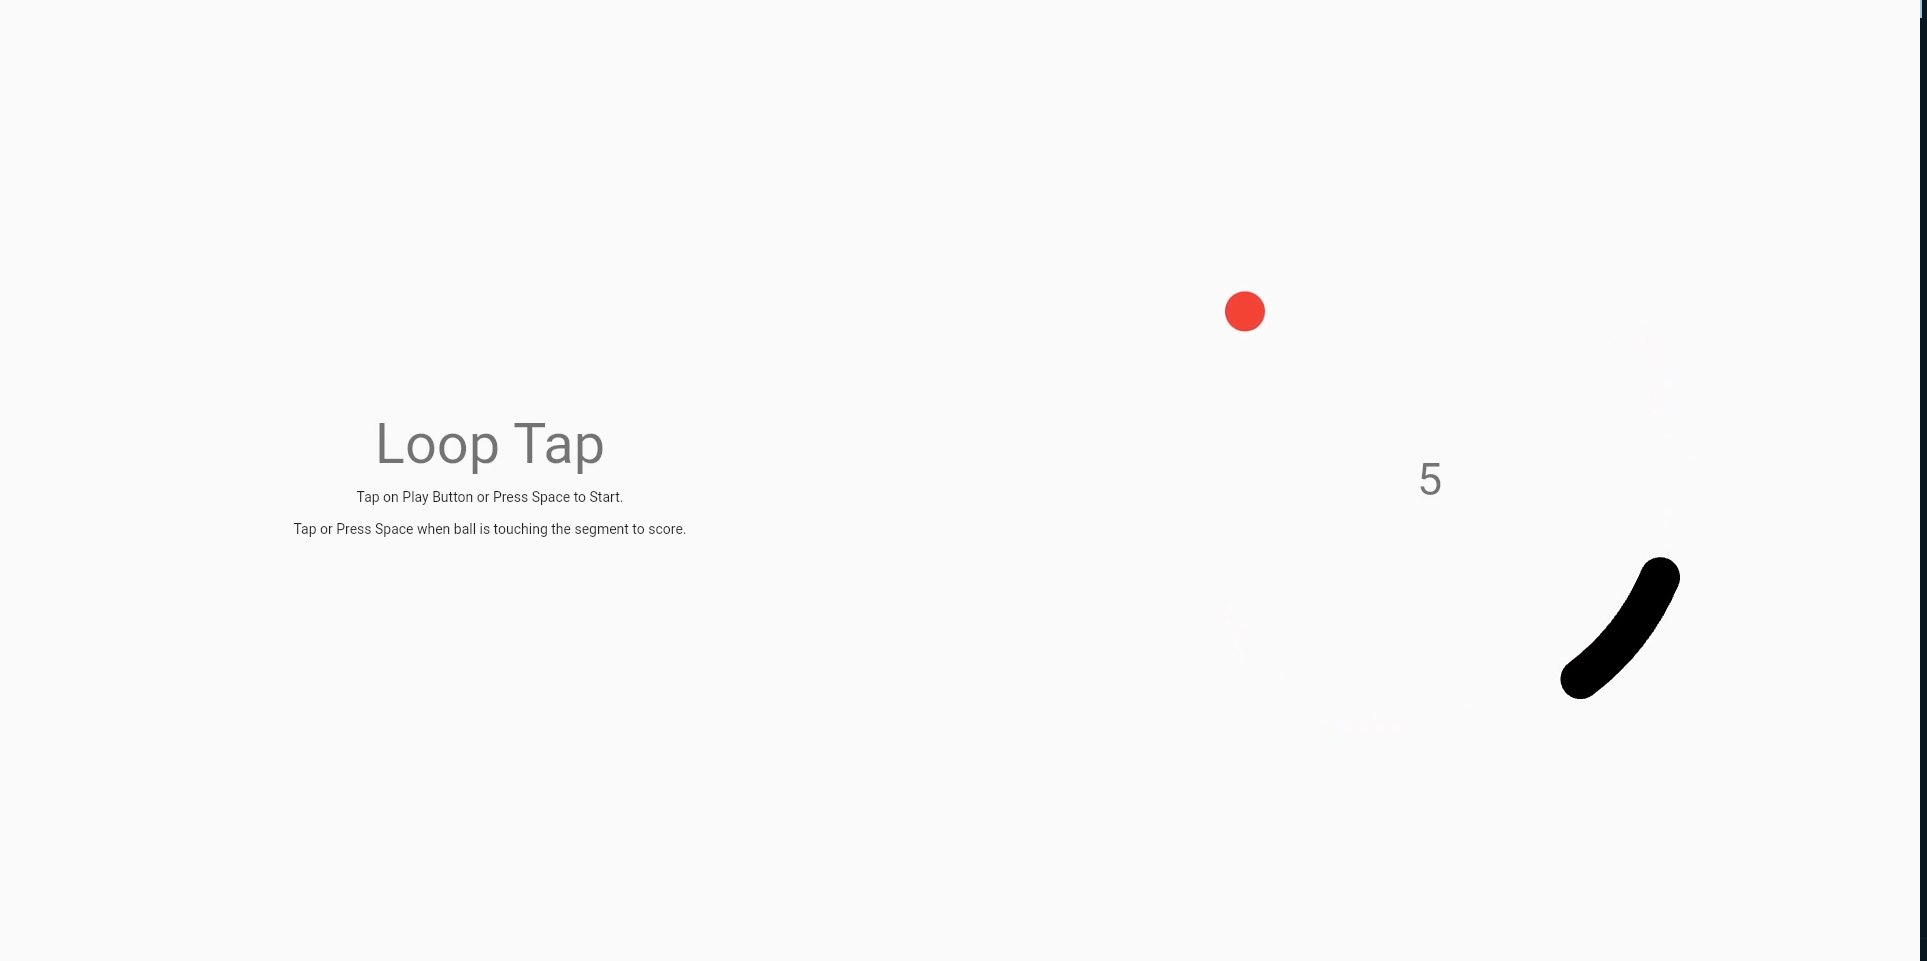 Loop Tap
Tap on Play Button or Press Space to Start.
Tap or Press Space when ball is touching the segment to score.
5